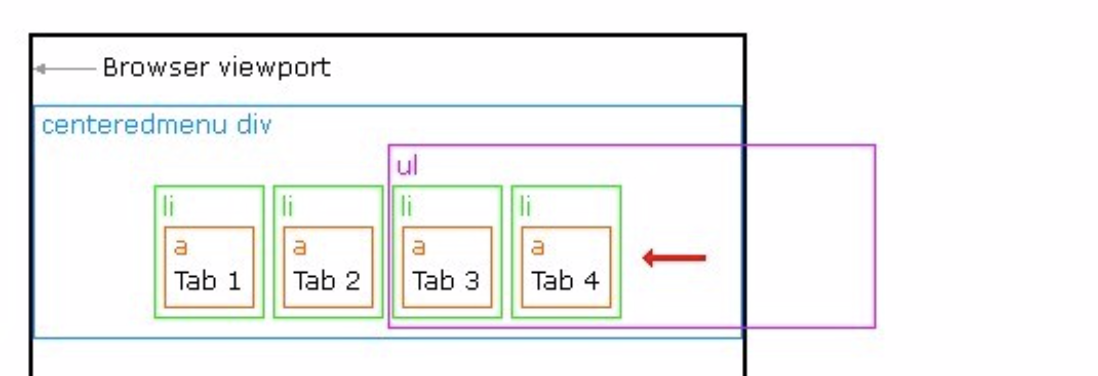 Browser viewport
centeredmenu div
ul
li li li li
a a a a
Tab 1 Tab 2 Tab 3 Tab 4